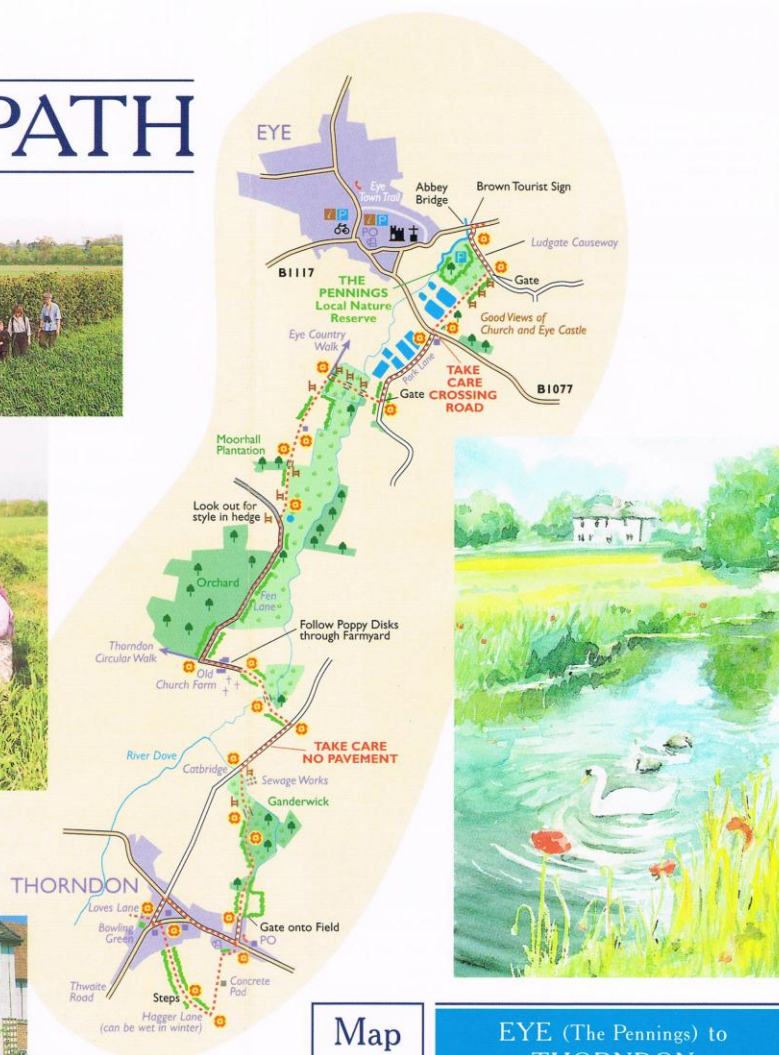 PATH
EYE
Eye
Town Trail
Abbey
Bridge
Brown Tourist Sign
i P
i P
PO
Ludgate Causeway
B1117
P
Gate
THE
PENNINGS
Local Nature
Reserve
Good Views of
Church and Eye Castle
Eye Country
Walk
Park Lane
TAKE
CARE
CROSSING
ROAD
B1077
Gate
Moorhall
Plantation
Look out for
style in hedge
Orchard
Fen
Lane
Follow Poppy Disks
through Farmyard
Thorndon
Circular Walk
Old
Church Farm
TAKE CARE
NO PAVEMENT
River Dove
Catbridge
Sewage Works
Ganderwick
THORNDON
Loves Lane
Bowling
Green
Gate onto Field
PO
Thwaite
Road
Steps
Concrete
Pad
Hagger Lane
(can be wet in winter)
Map
EYE (The Pennings) to
THORNDON